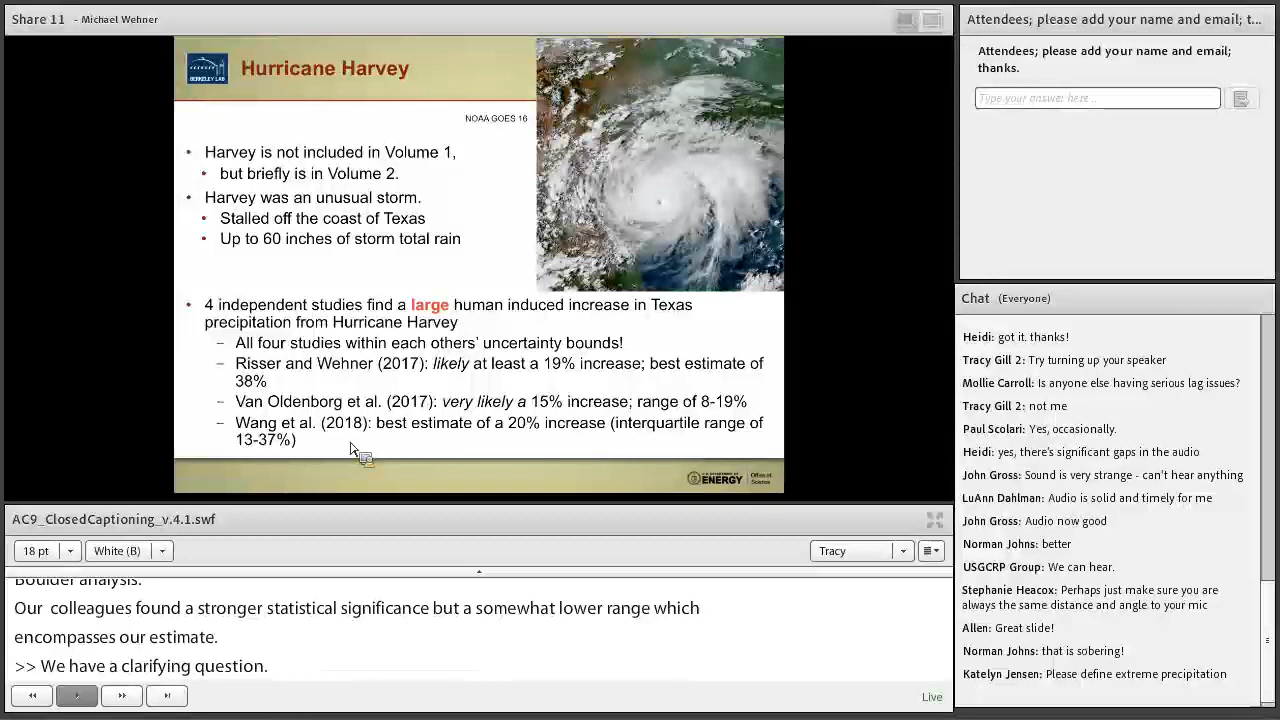 Share 11 - Michael Wehner
Hurricane Harvey
BERKELEY LAB
NOAA GOES 16
• Harvey is not included in Volume 1,
• but briefly is in Volume 2.
• Harvey was an unusual storm.
• Stalled off the coast of Texas
• Up to 60 inches of storm total rain
• 4 independent studies find a large human induced increase in Texas
precipitation from Hurricane Harvey
– All four studies within each others' uncertainty bounds!
– Risser and Wehner (2017): likely at least a 19% increase; best estimate of
38%
– Van Oldenborg et al. (2017): very likely a 15% increase; range of 8-19%
– Wang et al. (2018): best estimate of a 20% increase (interquartile range of
13-37%)
ENERGY
Office of
Science
AC9_ClosedCaptioning_v.4.1.swf
18 pt
White (B)
Tracy
Boulder analysis.
Our colleagues found a stronger statistical significance but a somewhat lower range which
encompasses our estimate.
>> We have a clarifying question.
Live
Attendees; please add your name and email; t...
Attendees; please add your name and email;
thanks.
Type your answer here...
Chat (Everyone)
Heidi: got it. thanks!
Tracy Gill 2: Try turning up your speaker
Mollie Carroll: Is anyone else having serious lag issues?
Tracy Gill 2: not me
Paul Scolari: Yes, occasionally.
Heidi: yes, there's significant gaps in the audio
John Gross: Sound is very strange - can't hear anything
LuAnn Dahlman: Audio is solid and timely for me
John Gross: Audio now good
Norman Johns: better
USGCRP Group: We can hear.
Stephanie Heacox: Perhaps just make sure you are
always the same distance and angle to your mic
Allen: Great slide!
Norman Johns: that is sobering!
Katelyn Jensen: Please define extreme precipitation